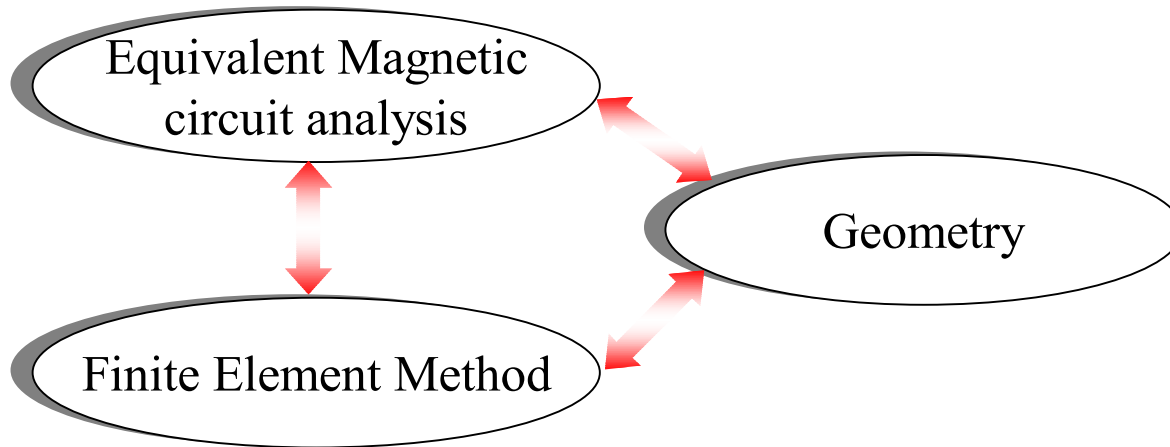 Equivalent Magnetic
circuit analysis
Geometry
Finite Element Method